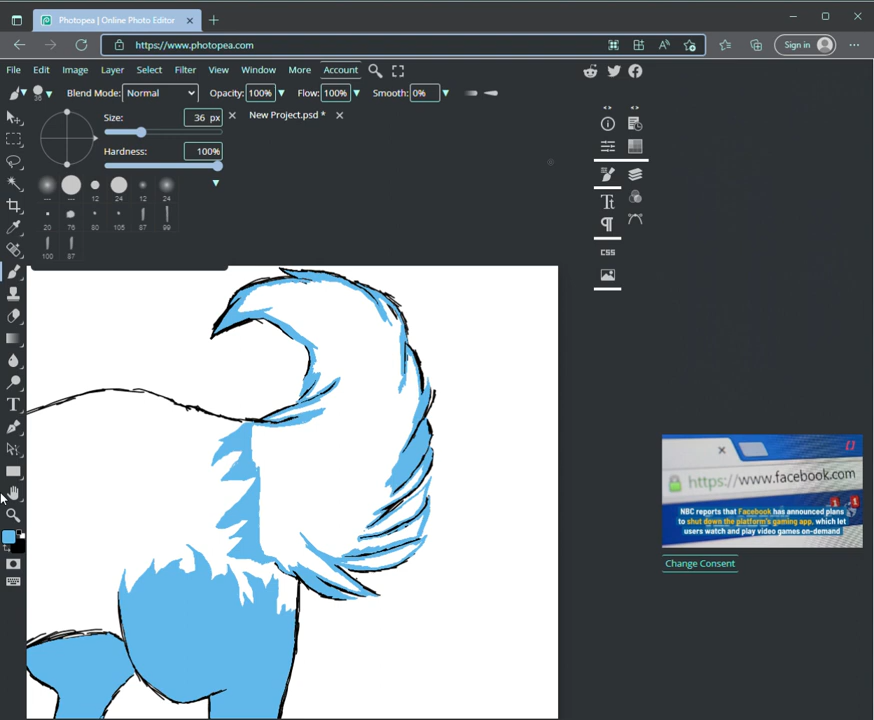 Photopea | Online Photo Editor
https://www.photopea.com
Sign in
File Edit Image Layer Select Filter View Window More Account
36 Blend Mode: Normal Opacity: 100% Flow: 100% Smooth: 0%
Size: 36 px
New Project.psd *
Hardness: 100%
--- --- 12 24 12 24
20 76 80 105 87 99
100 87
CSS
https://www.facebook.com
NBC reports that Facebook has announced plans
to shut down the platform's gaming app, which let
users watch and play video games on-demand
Change Consent